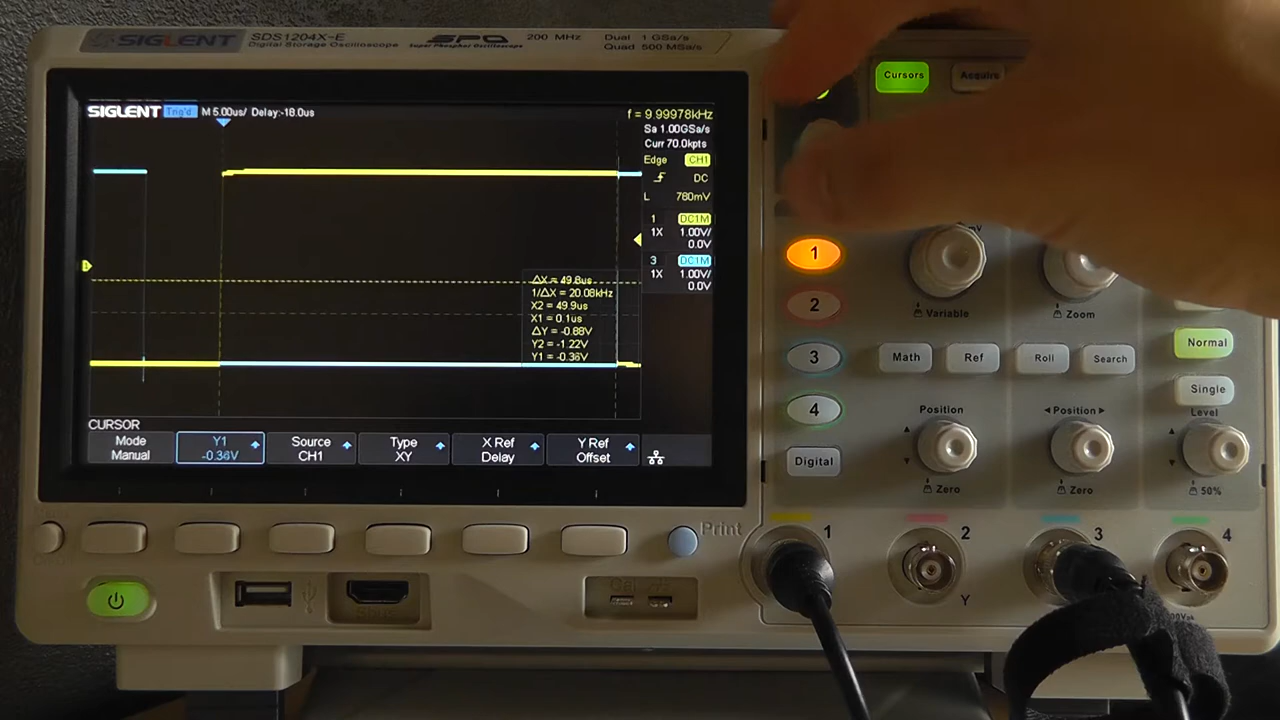 SIGLENT SDS1204X-E
Digital Storage Oscilloscope
SPO
Super Phosphor Oscilloscope
200 MHz
Dual 1 GSa/s
Quad 500 MSa/s
Cursors
Acquire
SIGLENT Trig'd M 5.00us/ Delay:-18.0us
f = 9.99978kHz
Sa 1.00GSa/s
Curr 70.0kpts
Edge CH1
DC
L 780mV
1 DC1M
1X 1.00V/
0.0V
3 DC1M
1X 1.00V/
0.0V
ΔX = 49.8us
1/ΔX = 20.08kHz
X2 = 49.9us
X1 = 0.1us
ΔY = -0.88V
Y2 = -1.22V
Y1 = -0.36V
CURSOR
Mode
Manual
Y1
-0.36V
Source
CH1
Type
XY
X Ref
Delay
Y Ref
Offset
1
2
3
4
Digital
Variable
Zoom
Math
Ref
Roll
Search
Normal
Single
Level
50%
Position
Zero
Position
Zero
Print
1
2
3
4
Y